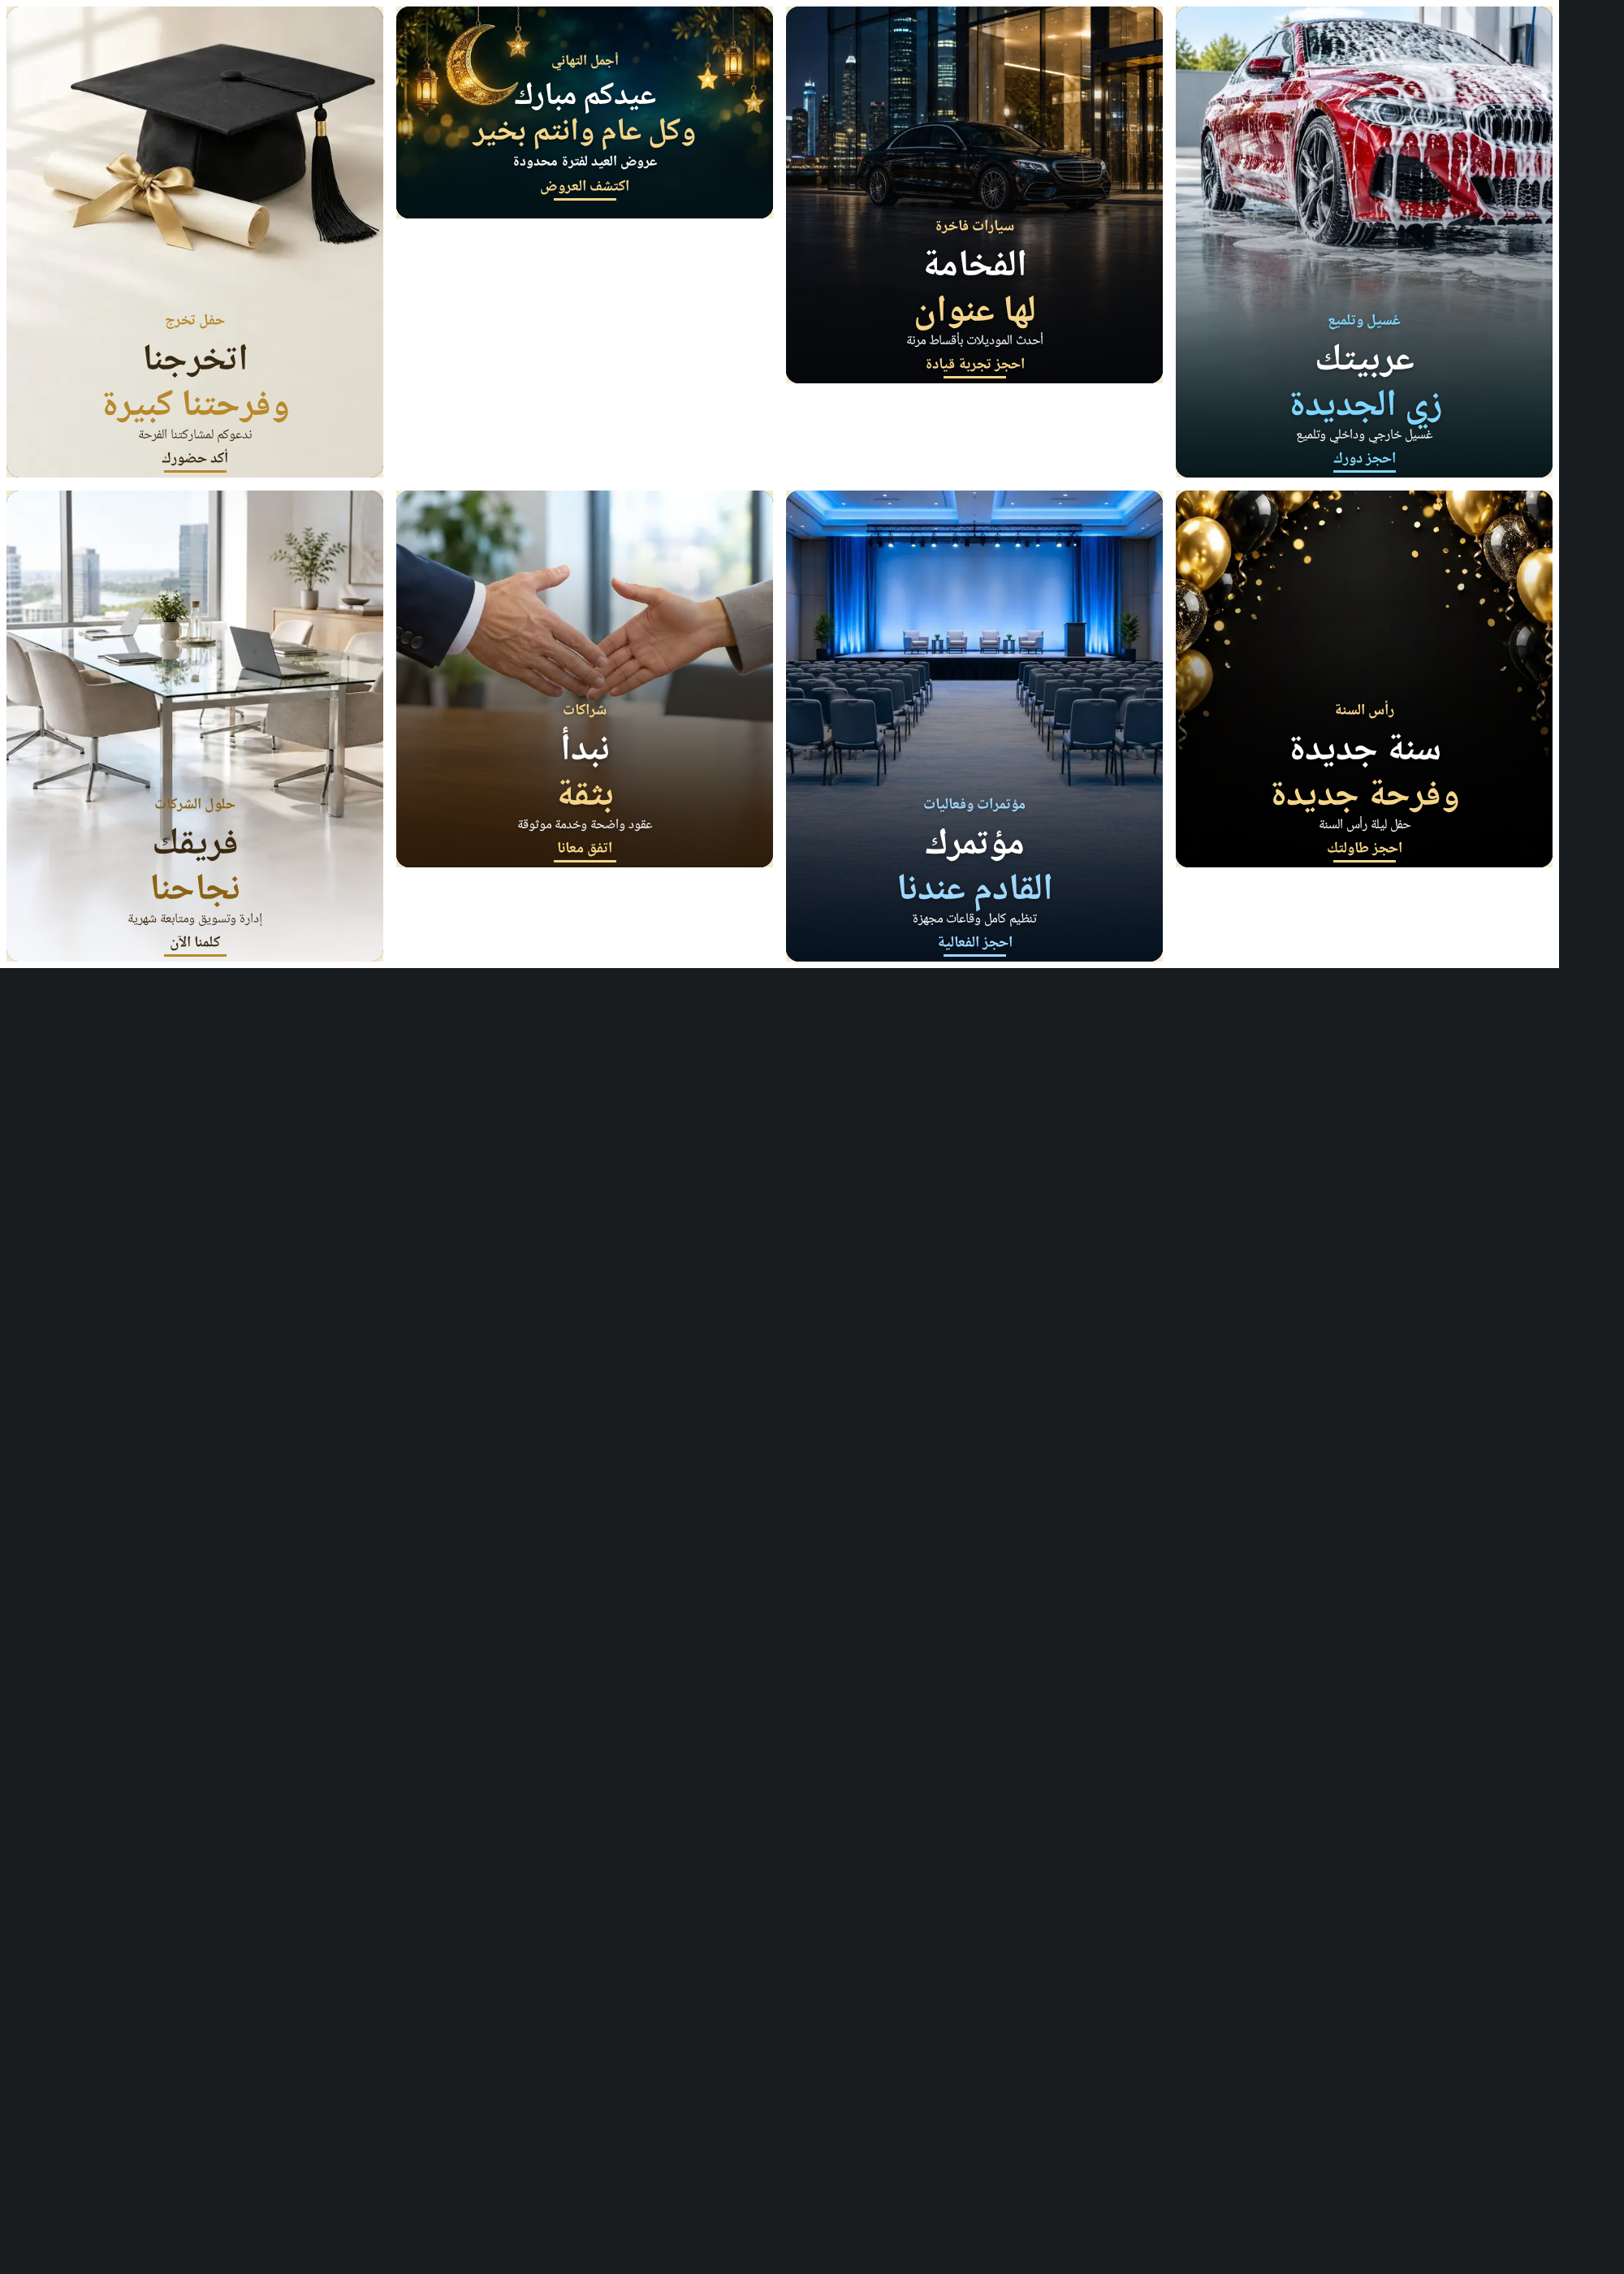 حفل تخرج
اتخرجنا
وفرحتنا كبيرة
ندعوكم لمشاركتنا الفرحة
أكد حضورك
أجمل التهاني
عيدكم مبارك
وكل عام وانتم بخير
عروض العيد لفترة محدودة
اكتشف العروض
سيارات فاخرة
الفخامة
لها عنوان
أحدث الموديلات بأقساط مرنة
احجز تجربة قيادة
غسيل وتلميع
عربيتك
زي الجديدة
غسيل خارجي وداخلي وتلميع
احجز دورك
حلول الشركات
فريقك
نجاحنا
إدارة وتسويق ومتابعة شهرية
كلمنا الآن
شراكات
نبدأ
بثقة
عقود واضحة وخدمة موثوقة
اتفق معانا
مؤتمرات وفعاليات
مؤتمرك
القادم عندنا
تنظيم كامل وقاعات مجهزة
احجز الفعالية
رأس السنة
سنة جديدة
وفرحة جديدة
حفل ليلة رأس السنة
احجز طاولتك